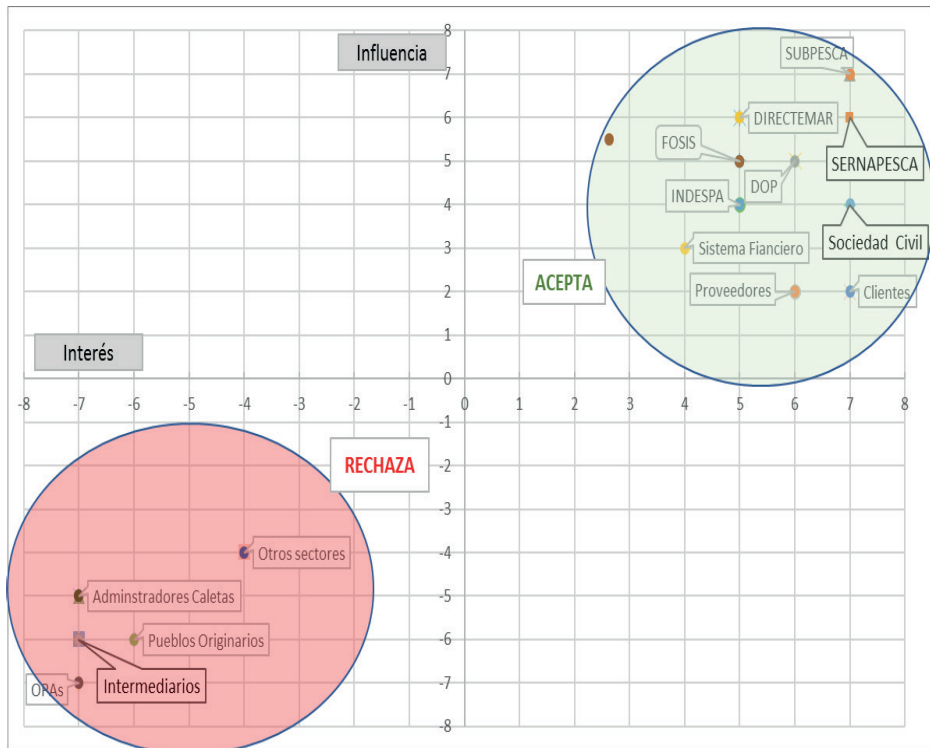 8
Influencia
SUBPESCA
7
6
DIRECTEMAR
FOSIS
SERNAPESCA
5
DOP
INDESPA
4
Sociedad Civil
3
Sistema Fianciero
ACEPTA
Proveedores
Clientes
2
1
Interés
0
-8 -7 -6 -5 -4 -3 -2 -1 0 1 2 3 4 5 6 7 8
-1
RECHAZA
-2
-3
-4
Otros sectores
-5
Adminstradores Caletas
-6
Pueblos Originarios
Intermediarios
OPAs
-7
-8